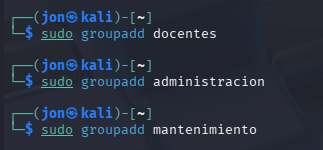 ┌──(jon㉿kali)-[~]
└─$ sudo groupadd docentes
┌──(jon㉿kali)-[~]
└─$ sudo groupadd administracion
┌──(jon㉿kali)-[~]
└─$ sudo groupadd mantenimiento